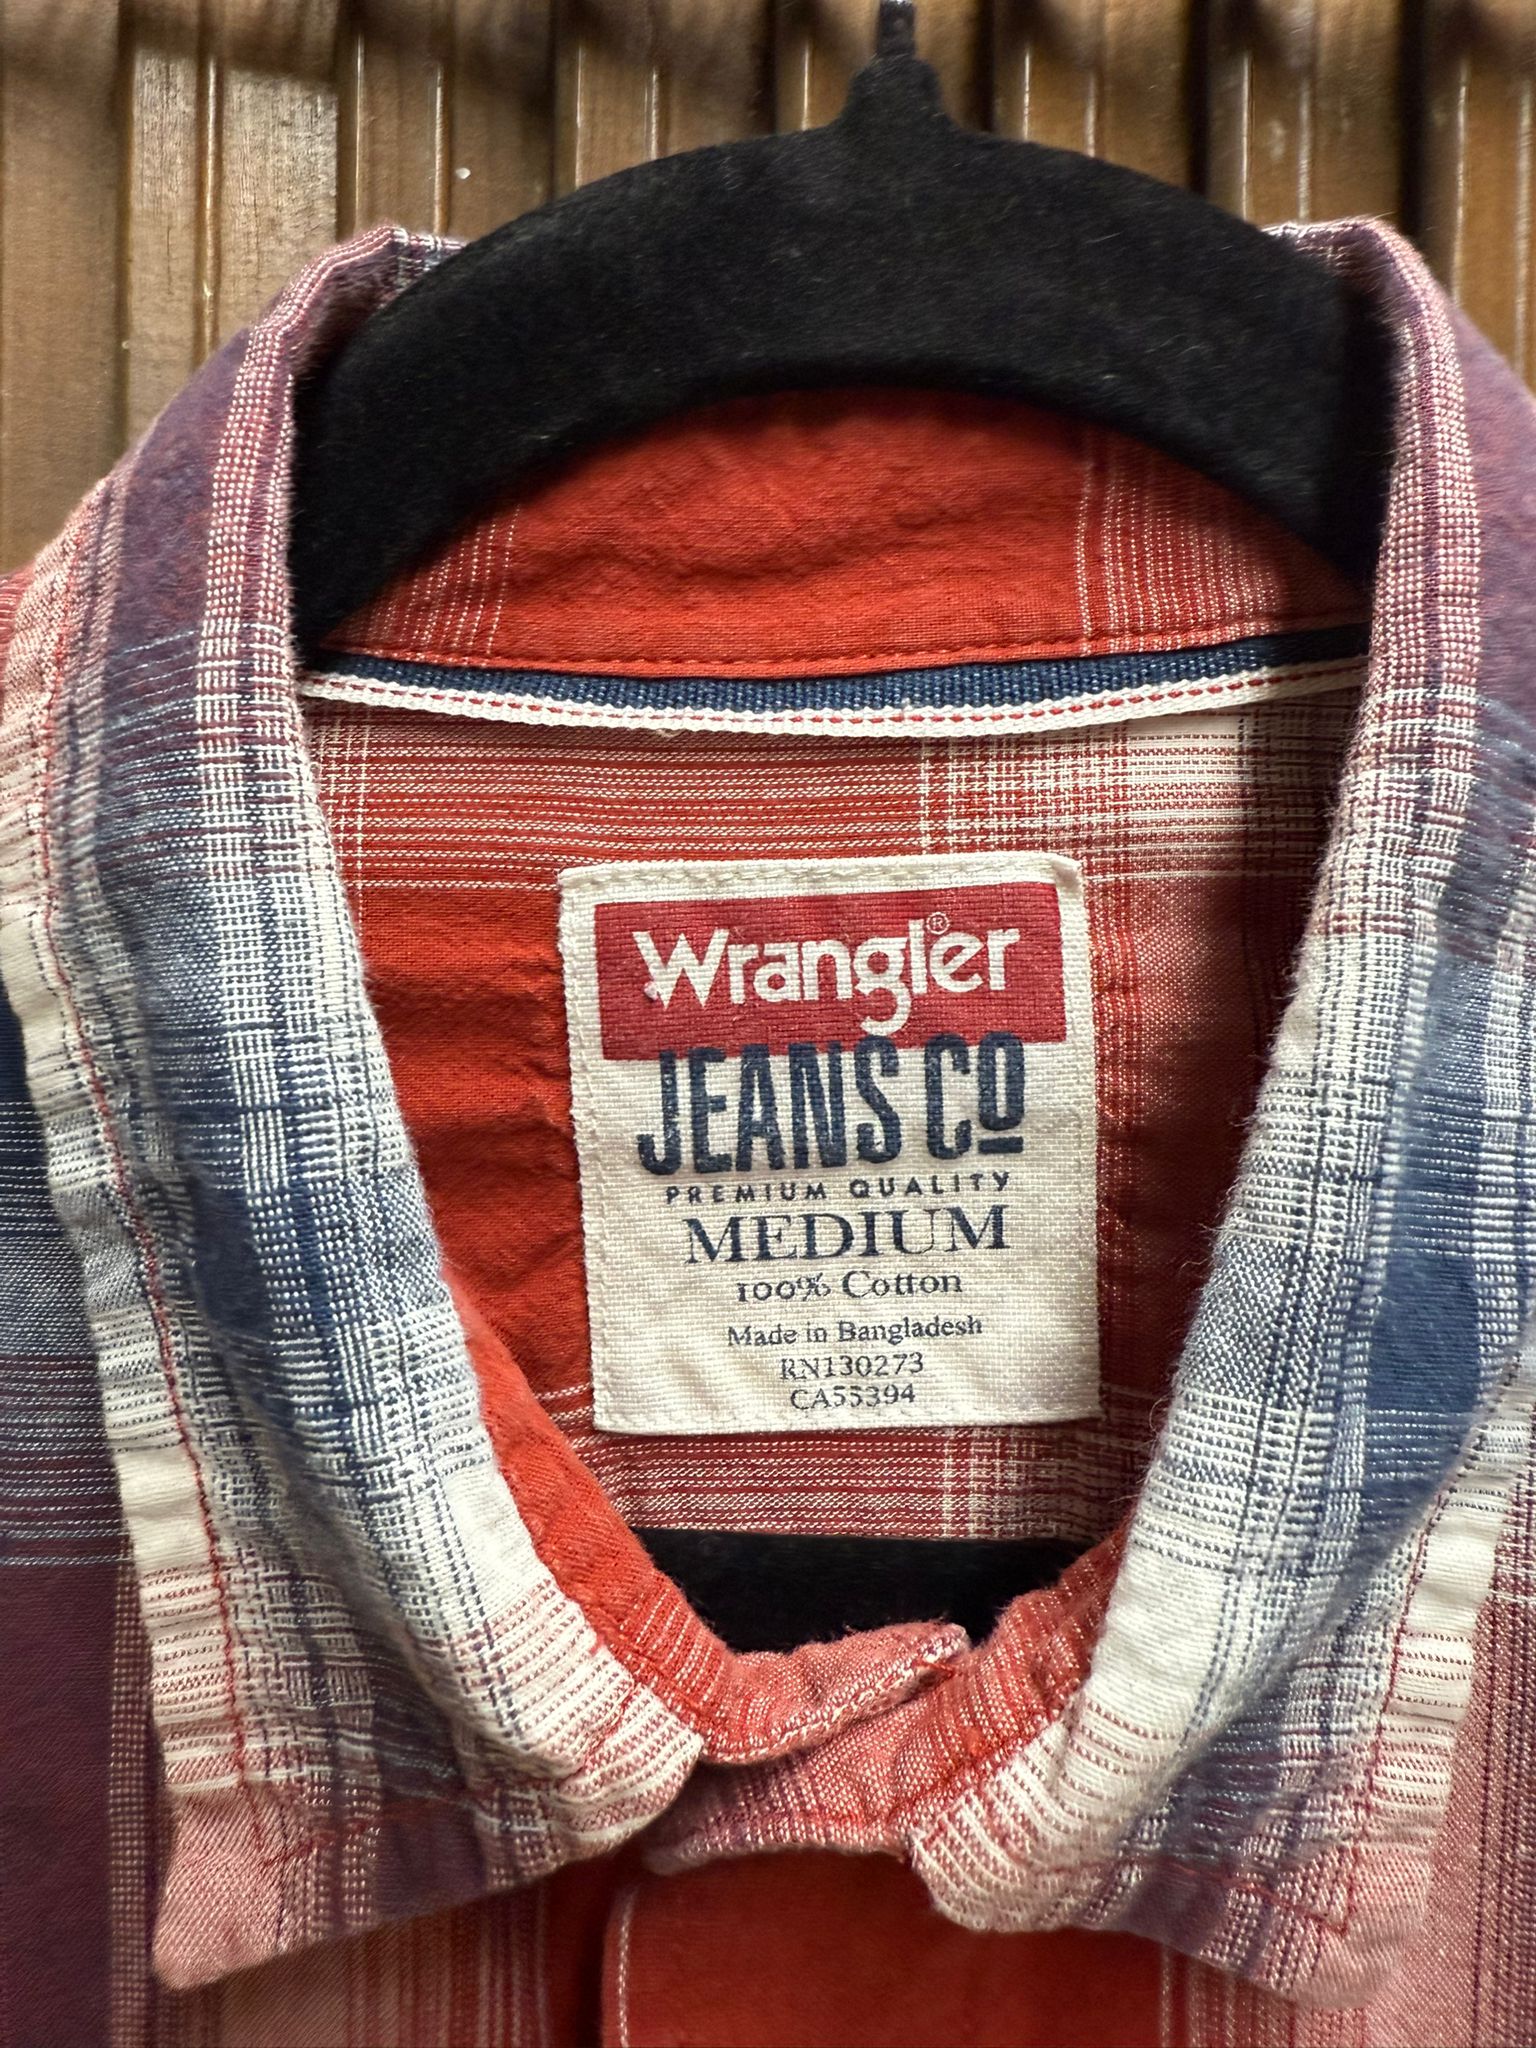 Wrangler®
JEANS CO
PREMIUM QUALITY
MEDIUM
100% Cotton
Made in Bangladesh
RN130273
CA55394